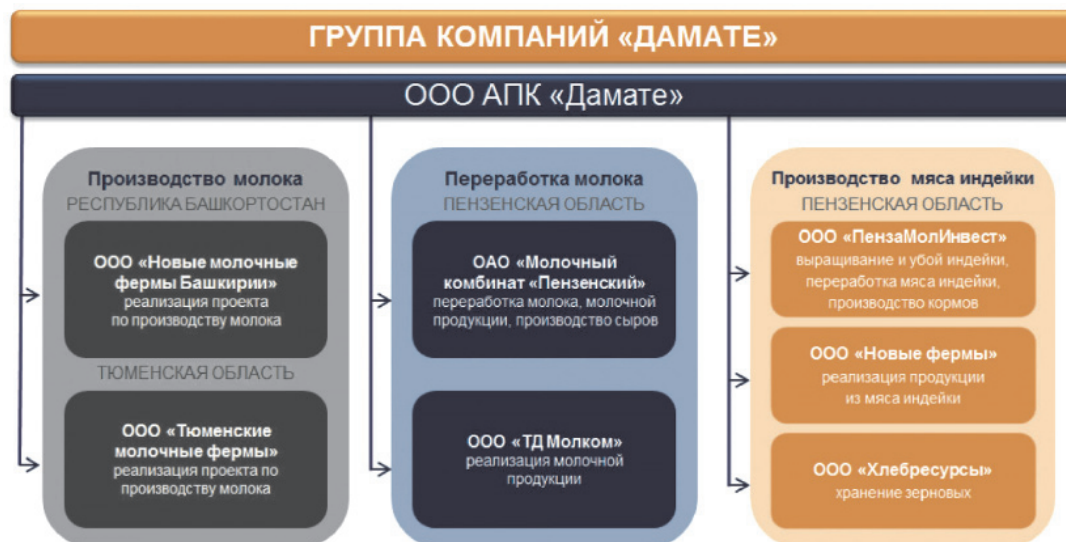 ГРУППА КОМПАНИЙ «ДАМАТЕ»
ООО АПК «Дамате»
Производство молока
РЕСПУБЛИКА БАШКОРТОСТАН
ООО «Новые молочные
фермы Башкирии»
реализация проекта
по производству молока
ТЮМЕНСКАЯ ОБЛАСТЬ
ООО «Тюменские
молочные фермы»
реализация проекта по
производству молока
Переработка молока
ПЕНЗЕНСКАЯ ОБЛАСТЬ
ОАО «Молочный
комбинат «Пензенский»
переработка молока, молочной
продукции, производство сыров
ООО «ТД Молком»
реализация молочной
продукции
Производство мяса индейки
ПЕНЗЕНСКАЯ ОБЛАСТЬ
ООО «ПензаМолИнвест»
выращивание и убой индейки,
переработка мяса индейки,
производство кормов
ООО «Новые фермы»
реализация продукции
из мяса индейки
ООО «Хлебресурсы»
хранение зерновых